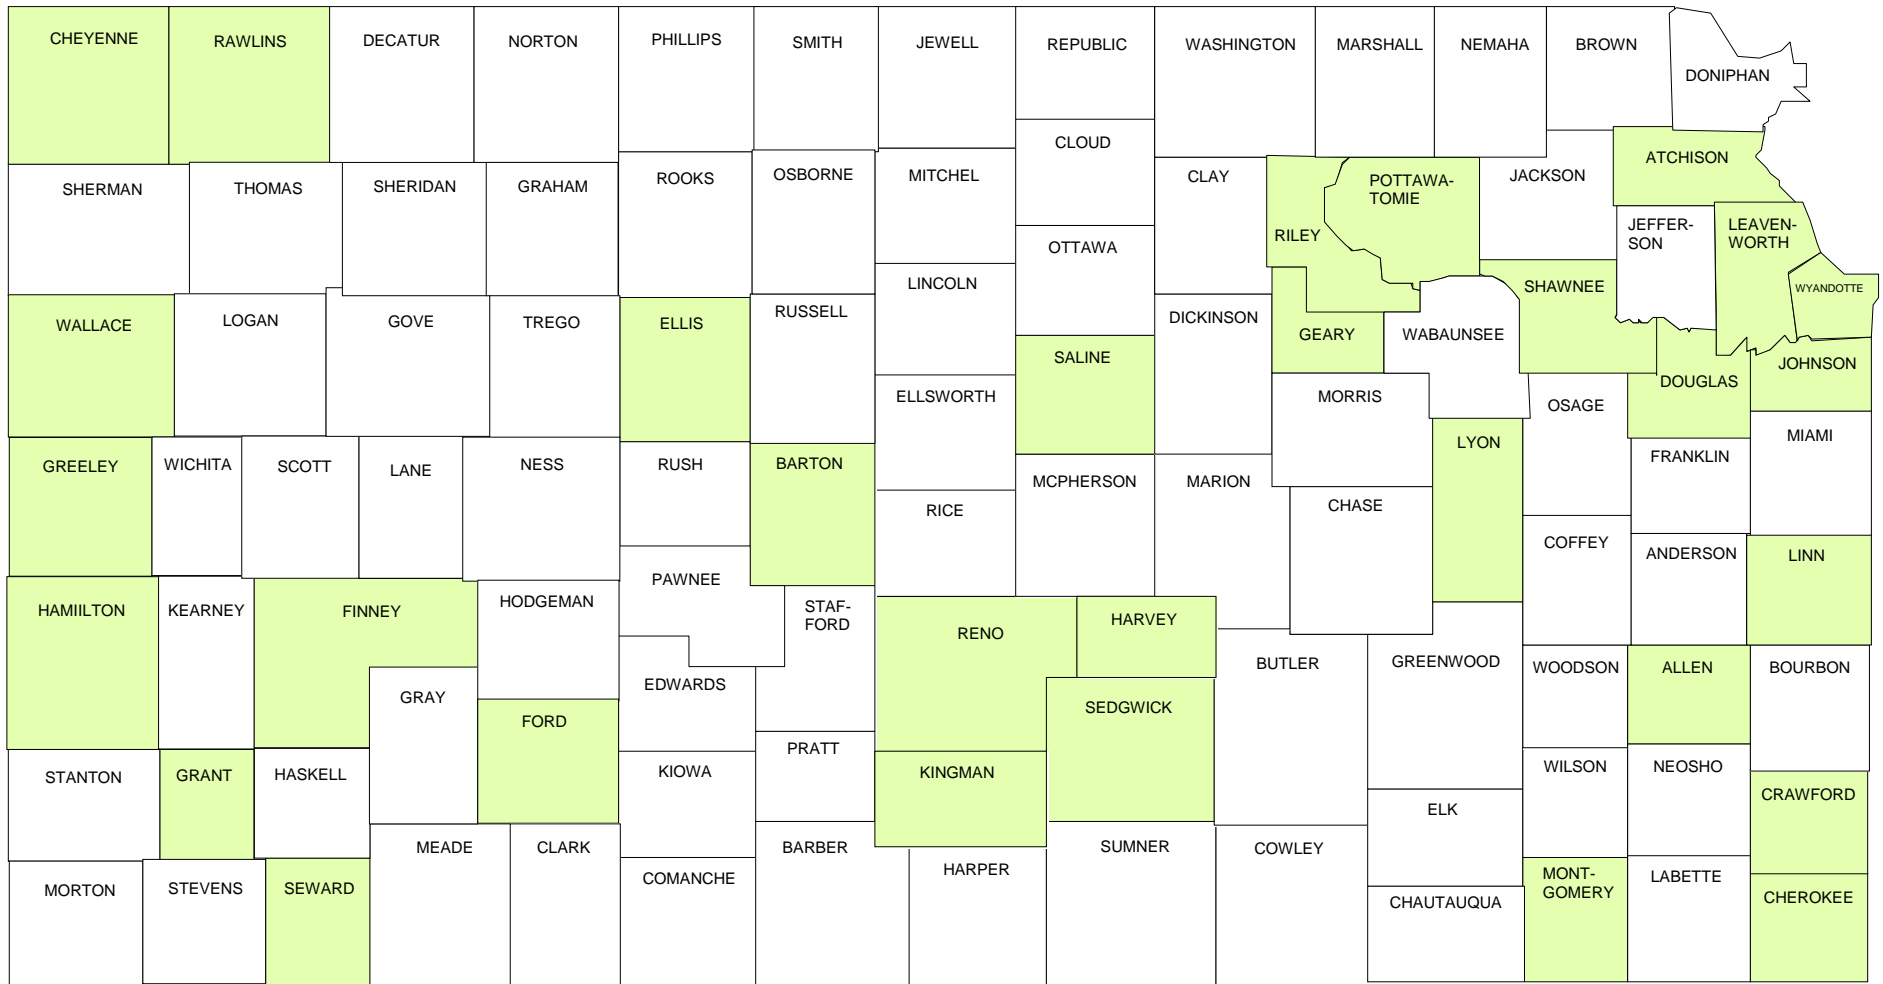 CHEYENNE
RAWLINS
DECATUR
NORTON
PHILLIPS
SMITH
JEWELL
REPUBLIC
WASHINGTON
MARSHALL
NEMAHA
BROWN
DONIPHAN
CLOUD
ATCHISON
SHERMAN
THOMAS
SHERIDAN
GRAHAM
ROOKS
OSBORNE
MITCHEL
CLAY
RILEY
POTTAWA-
TOMIE
JACKSON
JEFFER-
SON
LEAVEN-
WORTH
OTTAWA
WYANDOTTE
WALLACE
LOGAN
GOVE
TREGO
ELLIS
RUSSELL
LINCOLN
DICKINSON
GEARY
WABAUNSEE
SHAWNEE
SALINE
DOUGLAS
JOHNSON
ELLSWORTH
MORRIS
OSAGE
MIAMI
GREELEY
WICHITA
SCOTT
LANE
NESS
RUSH
BARTON
RICE
MCPHERSON
MARION
CHASE
LYON
FRANKLIN
COFFEY
ANDERSON
LINN
HAMIILTON
KEARNEY
FINNEY
HODGEMAN
PAWNEE
STAF-
FORD
RENO
HARVEY
GRAY
EDWARDS
BUTLER
GREENWOOD
WOODSON
ALLEN
BOURBON
FORD
SEDGWICK
STANTON
GRANT
HASKELL
KIOWA
PRATT
KINGMAN
WILSON
NEOSHO
CRAWFORD
ELK
MEADE
CLARK
BARBER
HARPER
SUMNER
COWLEY
MORTON
STEVENS
SEWARD
COMANCHE
CHAUTAUQUA
MONT-
GOMERY
LABETTE
CHEROKEE